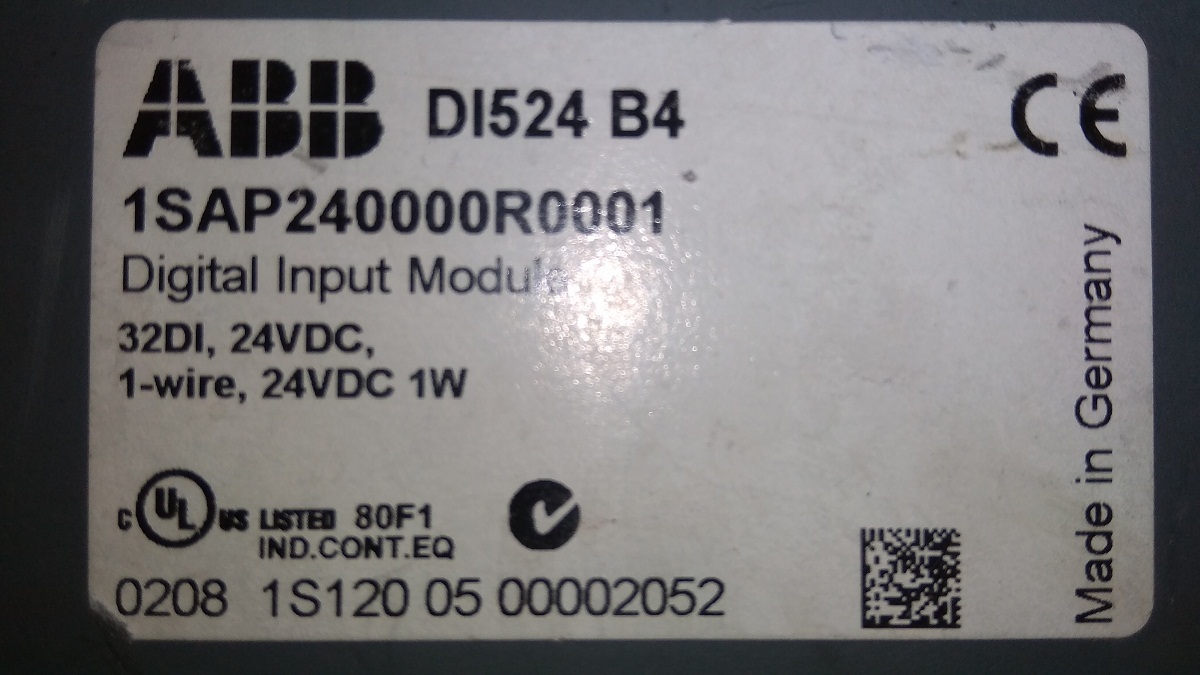 ABB DI524 B4
CE
1SAP240000R0001
Digital Input Module
32DI, 24VDC,
1-wire, 24VDC 1W
C UL US LISTED 80F1
IND.CONT.EQ
0208 1S120 05 00002052
Made in Germany